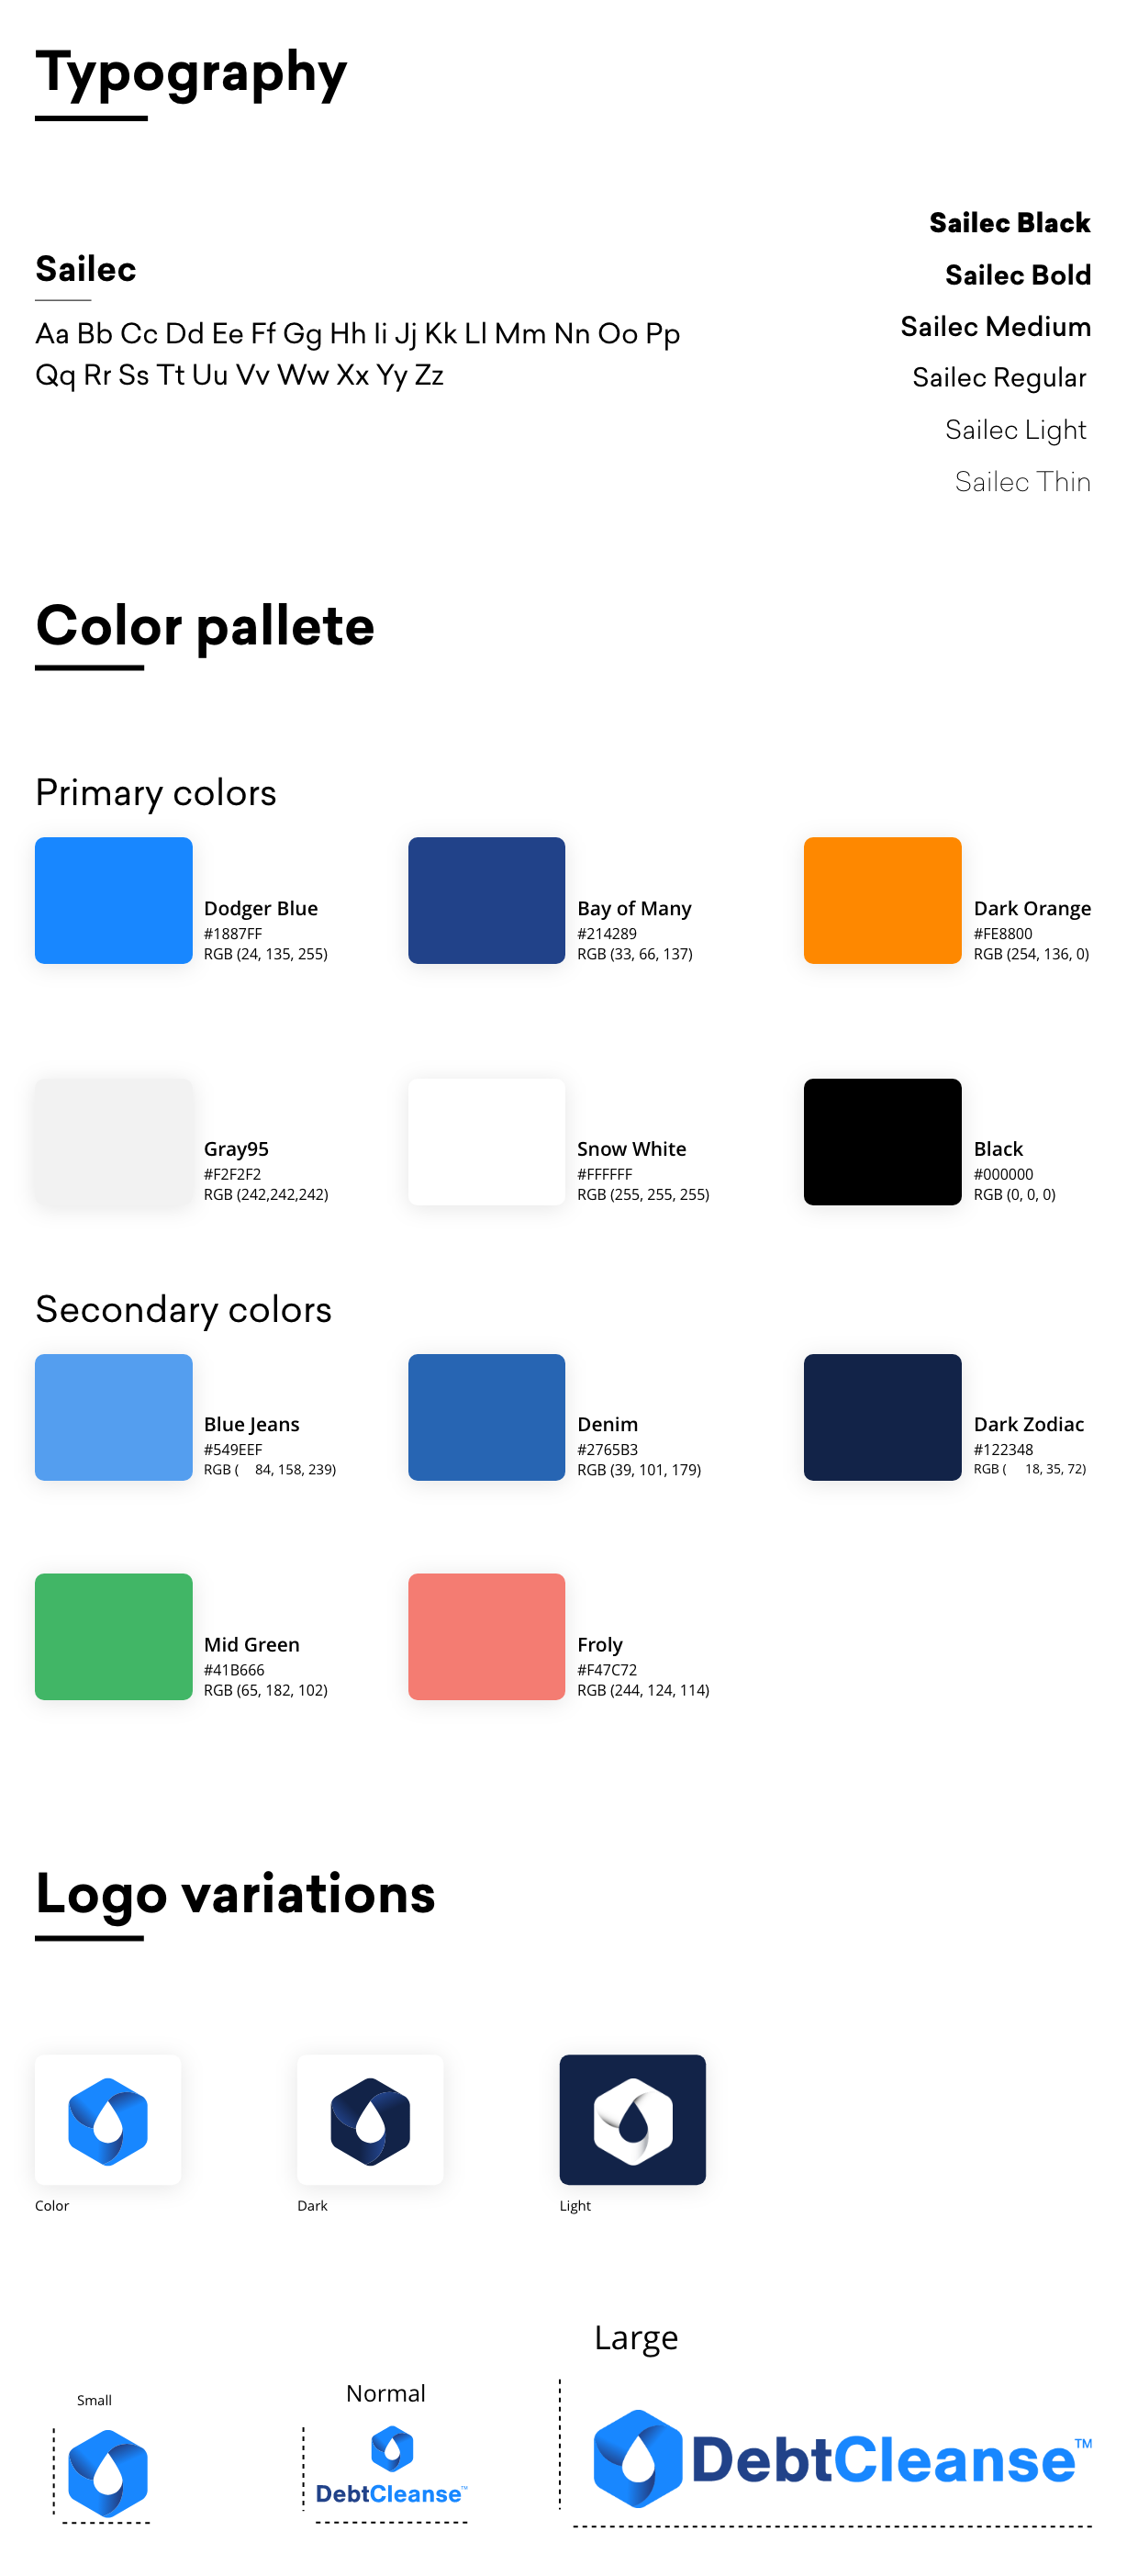 Typography
Sailec
Aa Bb Cc Dd Ee Ff Gg Hh Ii Jj Kk Ll Mm Nn Oo Pp
Qq Rr Ss Tt Uu Vv Ww Xx Yy Zz
Sailec Black
Sailec Bold
Sailec Medium
Sailec Regular
Sailec Light
Sailec Thin
Color pallete
Primary colors
Dodger Blue
#1887FF
RGB (24, 135, 255)
Bay of Many
#214289
RGB (33, 66, 137)
Dark Orange
#FE8800
RGB (254, 136, 0)
Gray95
#F2F2F2
RGB (242,242,242)
Snow White
#FFFFFF
RGB (255, 255, 255)
Black
#000000
RGB (0, 0, 0)
Secondary colors
Blue Jeans
#549EEF
RGB ( 84, 158, 239)
Denim
#2765B3
RGB (39, 101, 179)
Dark Zodiac
#122348
RGB ( 18, 35, 72)
Mid Green
#41B666
RGB (65, 182, 102)
Froly
#F47C72
RGB (244, 124, 114)
Logo variations
Color
Dark
Light
Small
Normal
DebtCleanse™
Large
DebtCleanse™